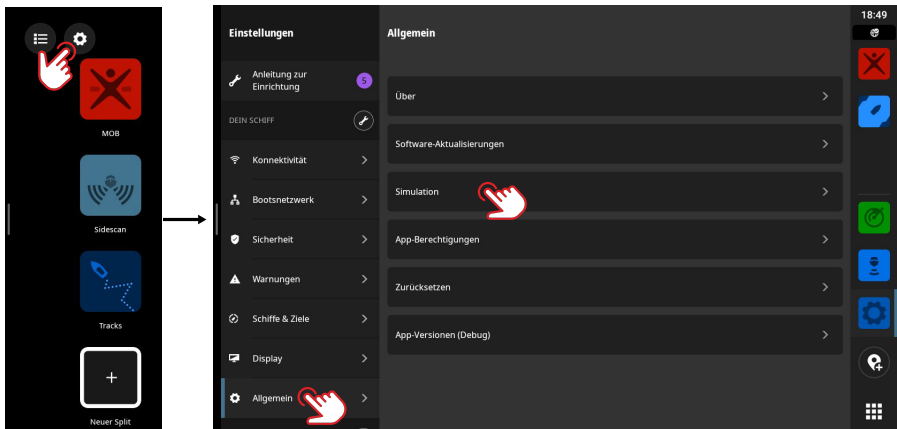 MOB
Sidescan
Tracks
Neuer Split
Einstellungen
Anleitung zur
Einrichtung
5
DEIN SCHIFF
Konnektivität
Bootsnetzwerk
Sicherheit
Warnungen
Schiffe & Ziele
Display
Allgemein
Allgemein
Über
Software-Aktualisierungen
Simulation
App-Berechtigungen
Zurücksetzen
App-Versionen (Debug)
18:49